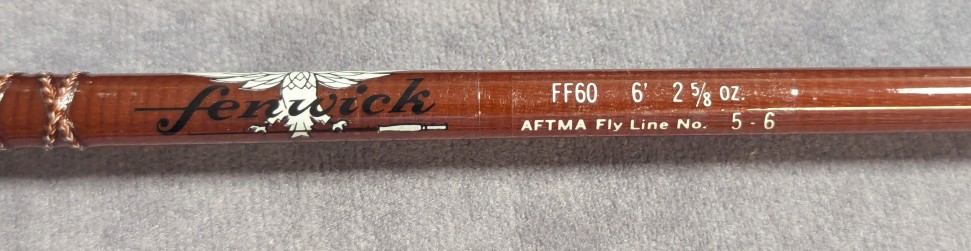 fenwick
FF60 6' 2 5/8 oz.
AFTMA Fly Line No. 5 - 6